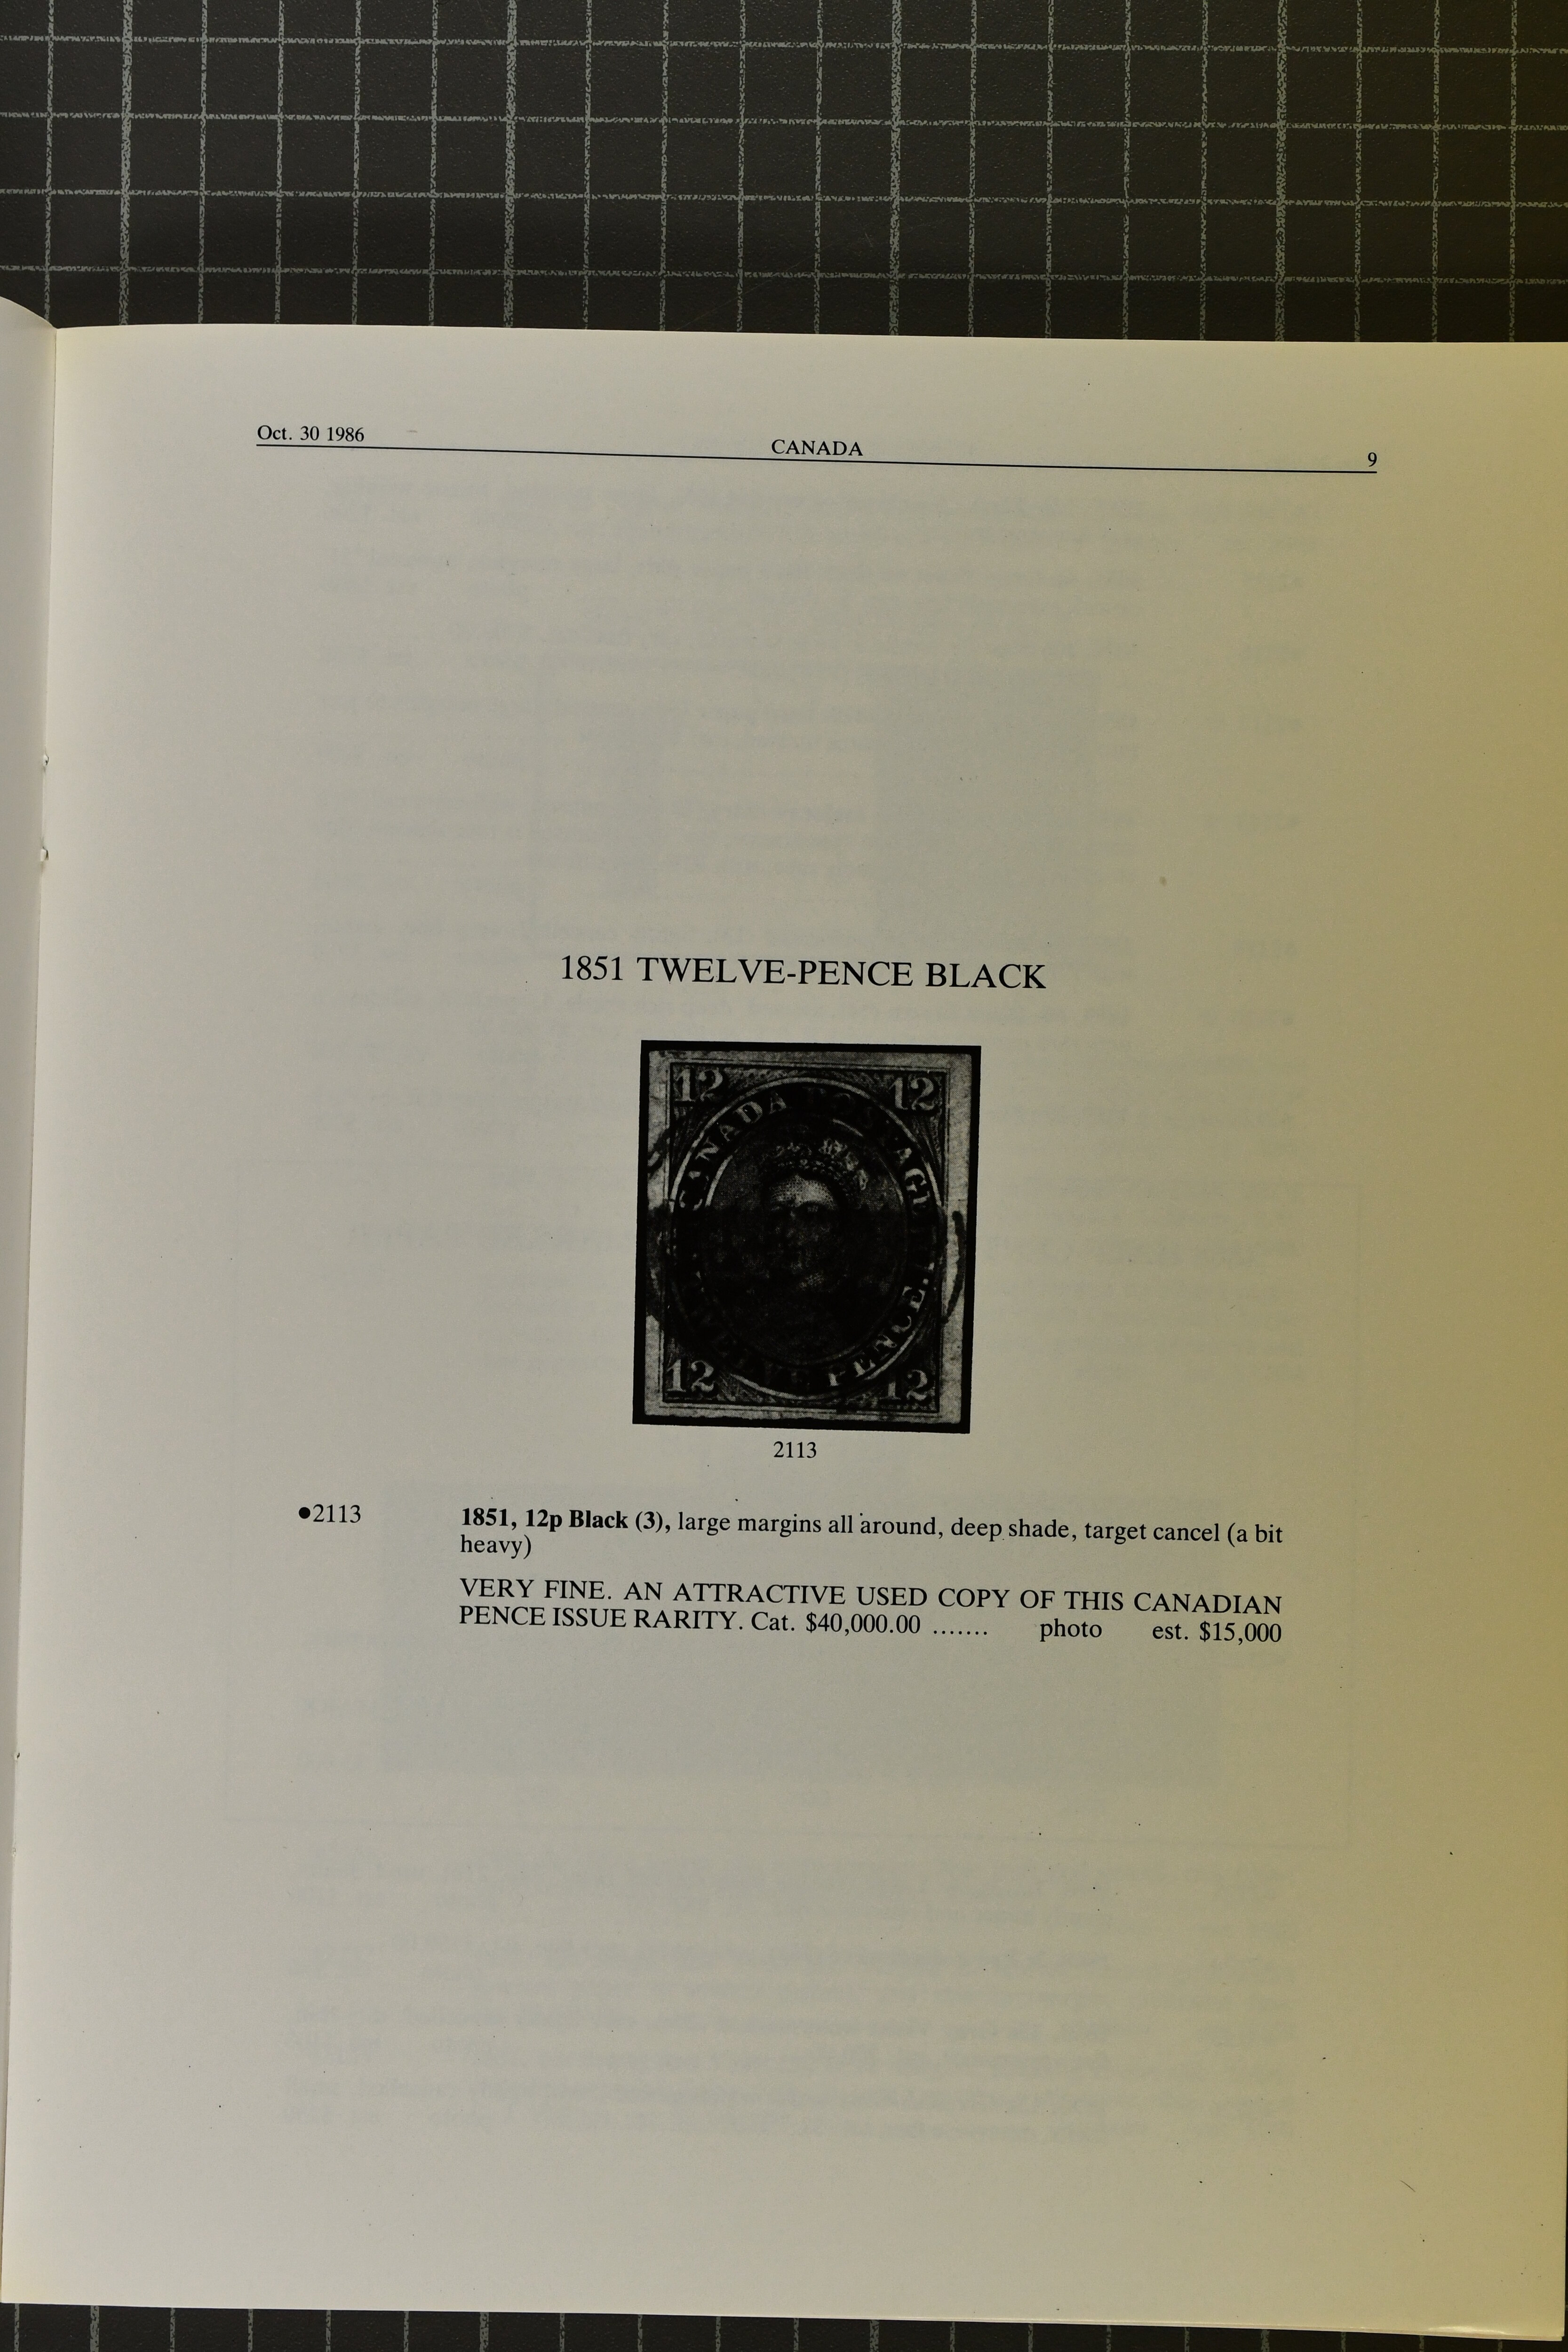 Oct. 30 1986 CANADA 9
1851 TWELVE-PENCE BLACK
12 12
CANADA POSTAGE
TWELVE PENCE.
12 12
2113
●2113 1851, 12p Black (3), large margins all around, deep shade, target cancel (a bit
heavy)
VERY FINE. AN ATTRACTIVE USED COPY OF THIS CANADIAN
PENCE ISSUE RARITY. Cat. $40,000.00 ....... photo est. $15,000